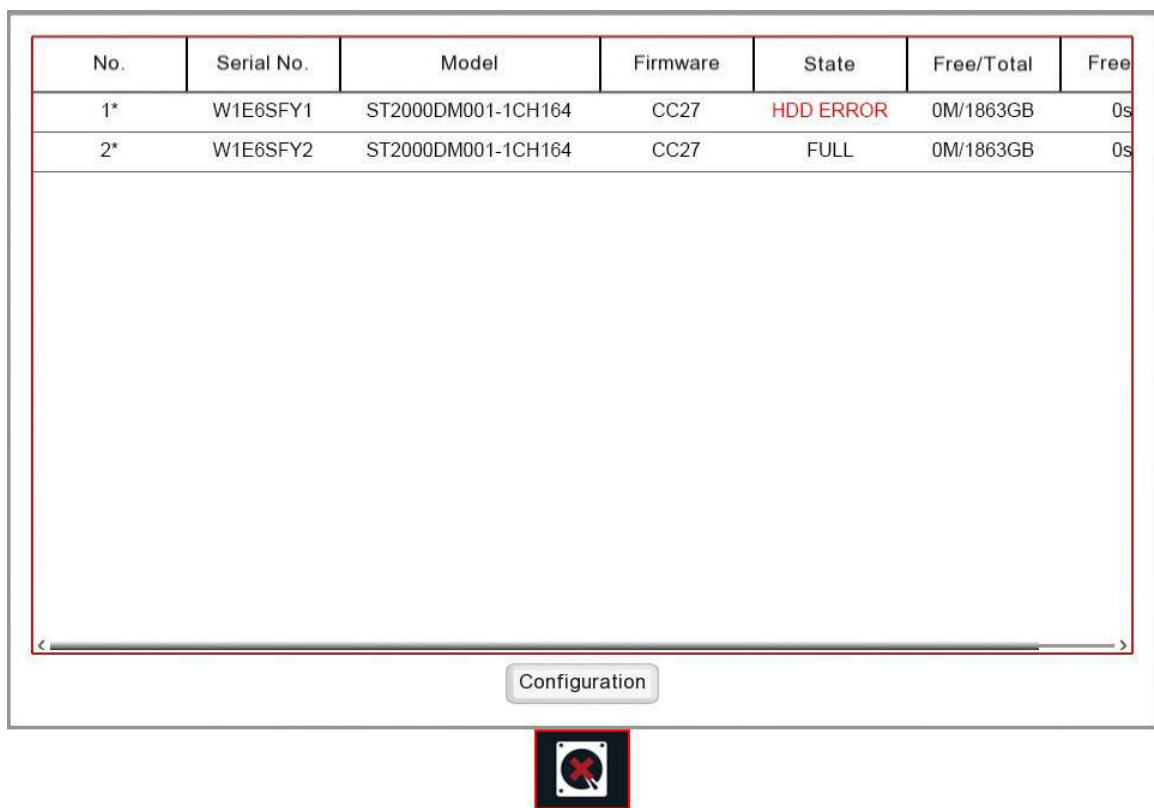 No. Serial No. Model Firmware State Free/Total Free
1* W1E6SFY1 ST2000DM001-1CH164 CC27 HDD ERROR 0M/1863GB 0s
2* W1E6SFY2 ST2000DM001-1CH164 CC27 FULL 0M/1863GB 0s
Configuration